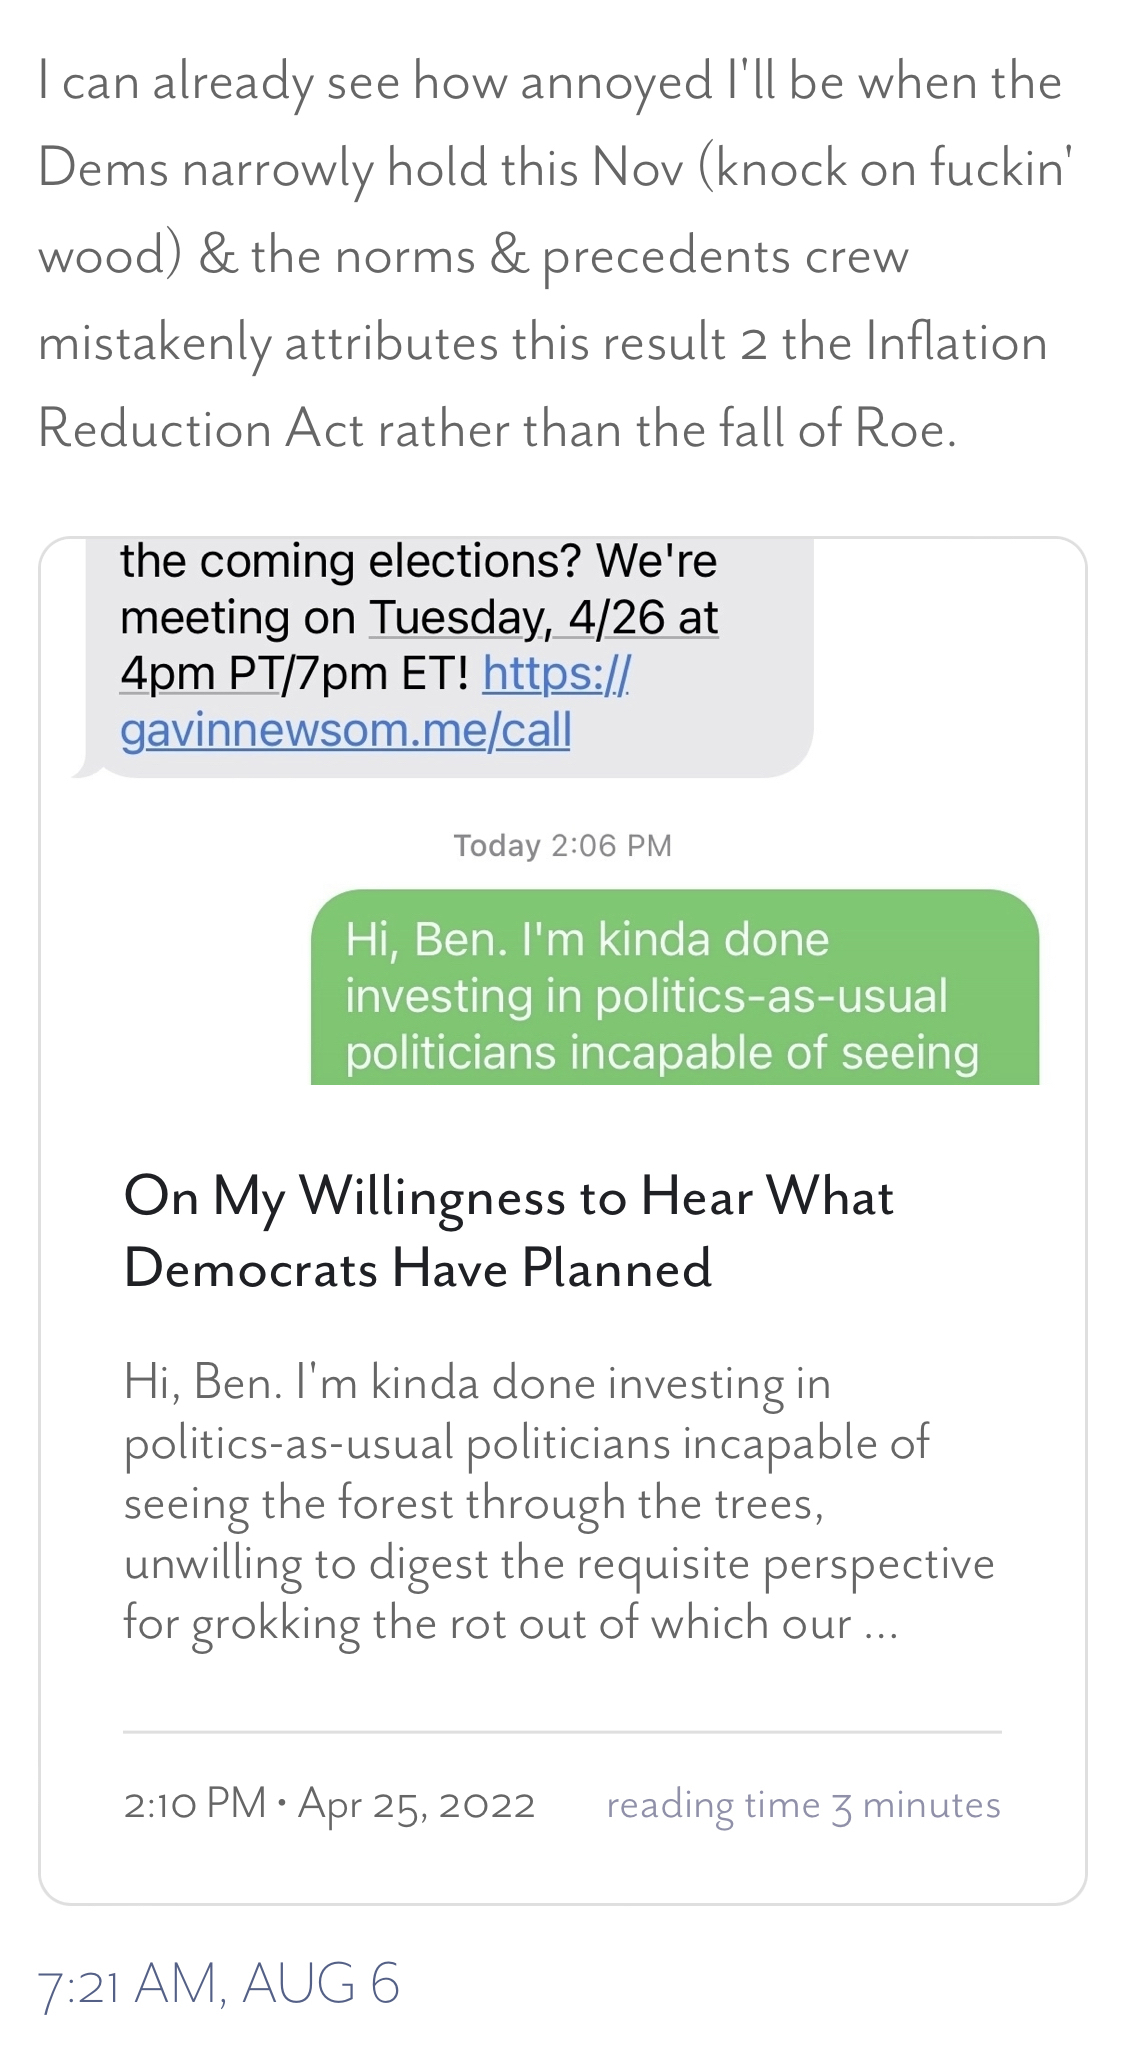 I can already see how annoyed I'll be when the
Dems narrowly hold this Nov (knock on fuckin'
wood) & the norms & precedents crew
mistakenly attributes this result 2 the Inflation
Reduction Act rather than the fall of Roe.
the coming elections? We're
meeting on Tuesday, 4/26 at
4pm PT/7pm ET! https://
gavinnewsom.me/call
Today 2:06 PM
Hi, Ben. I'm kinda done
investing in politics-as-usual
politicians incapable of seeing
On My Willingness to Hear What
Democrats Have Planned
Hi, Ben. I'm kinda done investing in
politics-as-usual politicians incapable of
seeing the forest through the trees,
unwilling to digest the requisite perspective
for grokking the rot out of which our ...
2:10 PM • Apr 25, 2022 reading time 3 minutes
7:21 AM, AUG 6